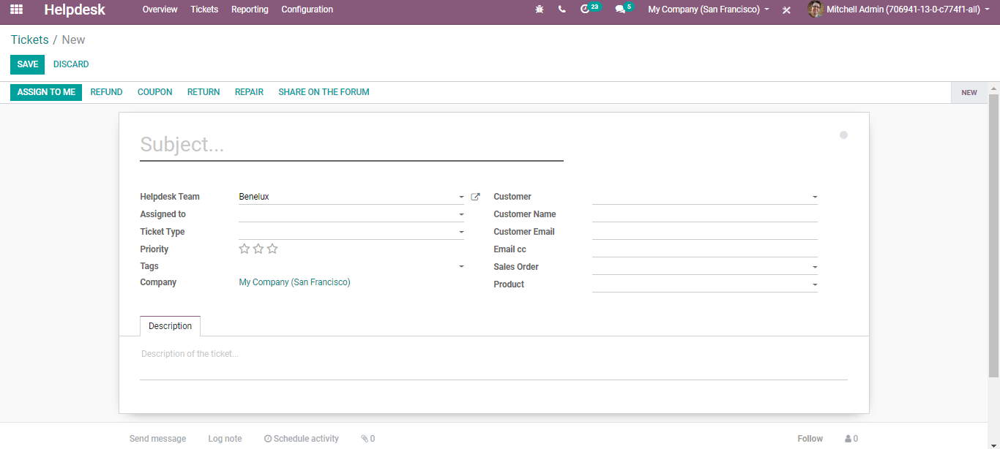 Helpdesk Overview Tickets Reporting Configuration 23 5 My Company (San Francisco) Mitchell Admin (706941-13-0-c774f1-all)
Tickets / New
SAVE DISCARD
ASSIGN TO ME REFUND COUPON RETURN REPAIR SHARE ON THE FORUM NEW
Subject...
Helpdesk Team Benelux Customer
Assigned to Customer Name
Ticket Type Customer Email
Priority Email cc
Tags Sales Order
Company My Company (San Francisco) Product
Description
Description of the ticket...
Send message Log note Schedule activity 0 Follow 0